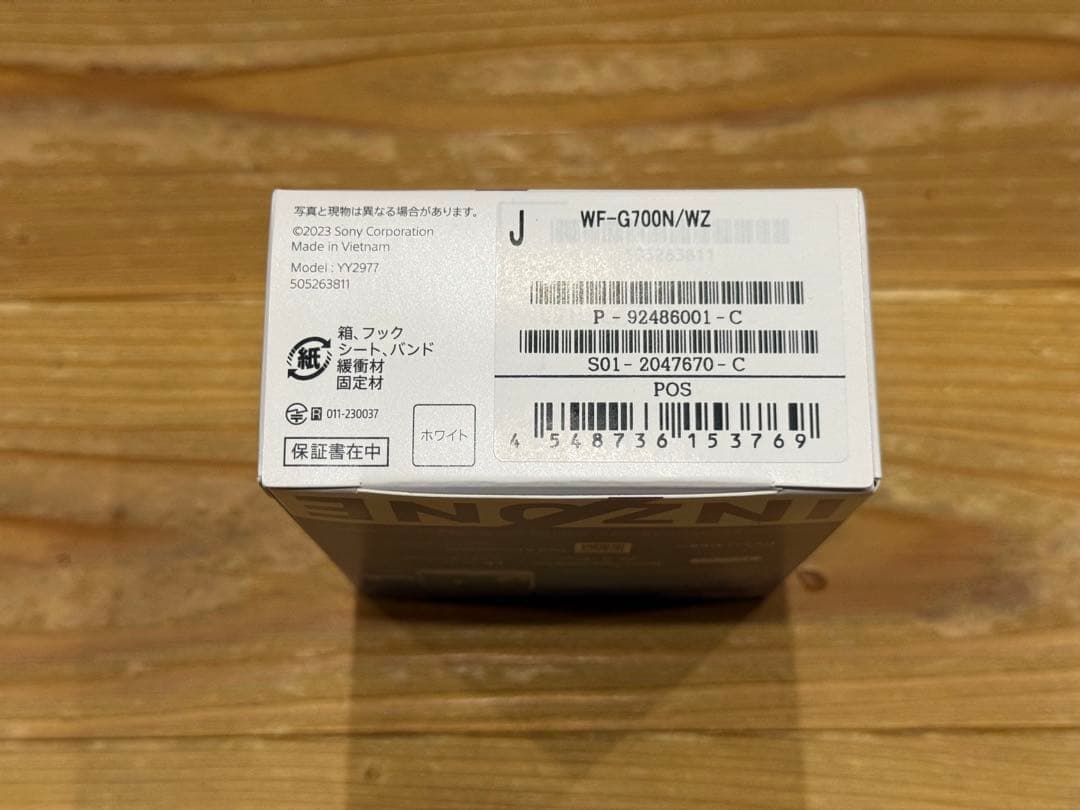 写真と現物は異なる場合があります。
©2023 Sony Corporation
Made in Vietnam
Model : YY2977
505263811
紙
箱、フック
シート、バンド
緩衝材
固定材
R 011-230037
保証書在中
ホワイト
J WF-G700N/WZ
505263811
P - 92486001 - C
S01 - 2047670 - C
POS
4 548736 153769
INZONE